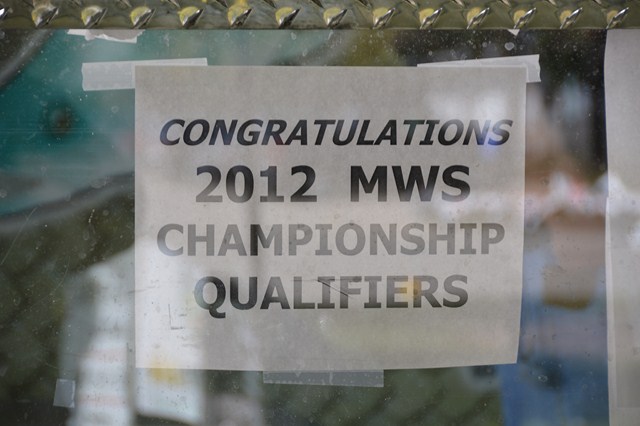 CONGRATULATIONS
2012 MWS
CHAMPIONSHIP
QUALIFIERS